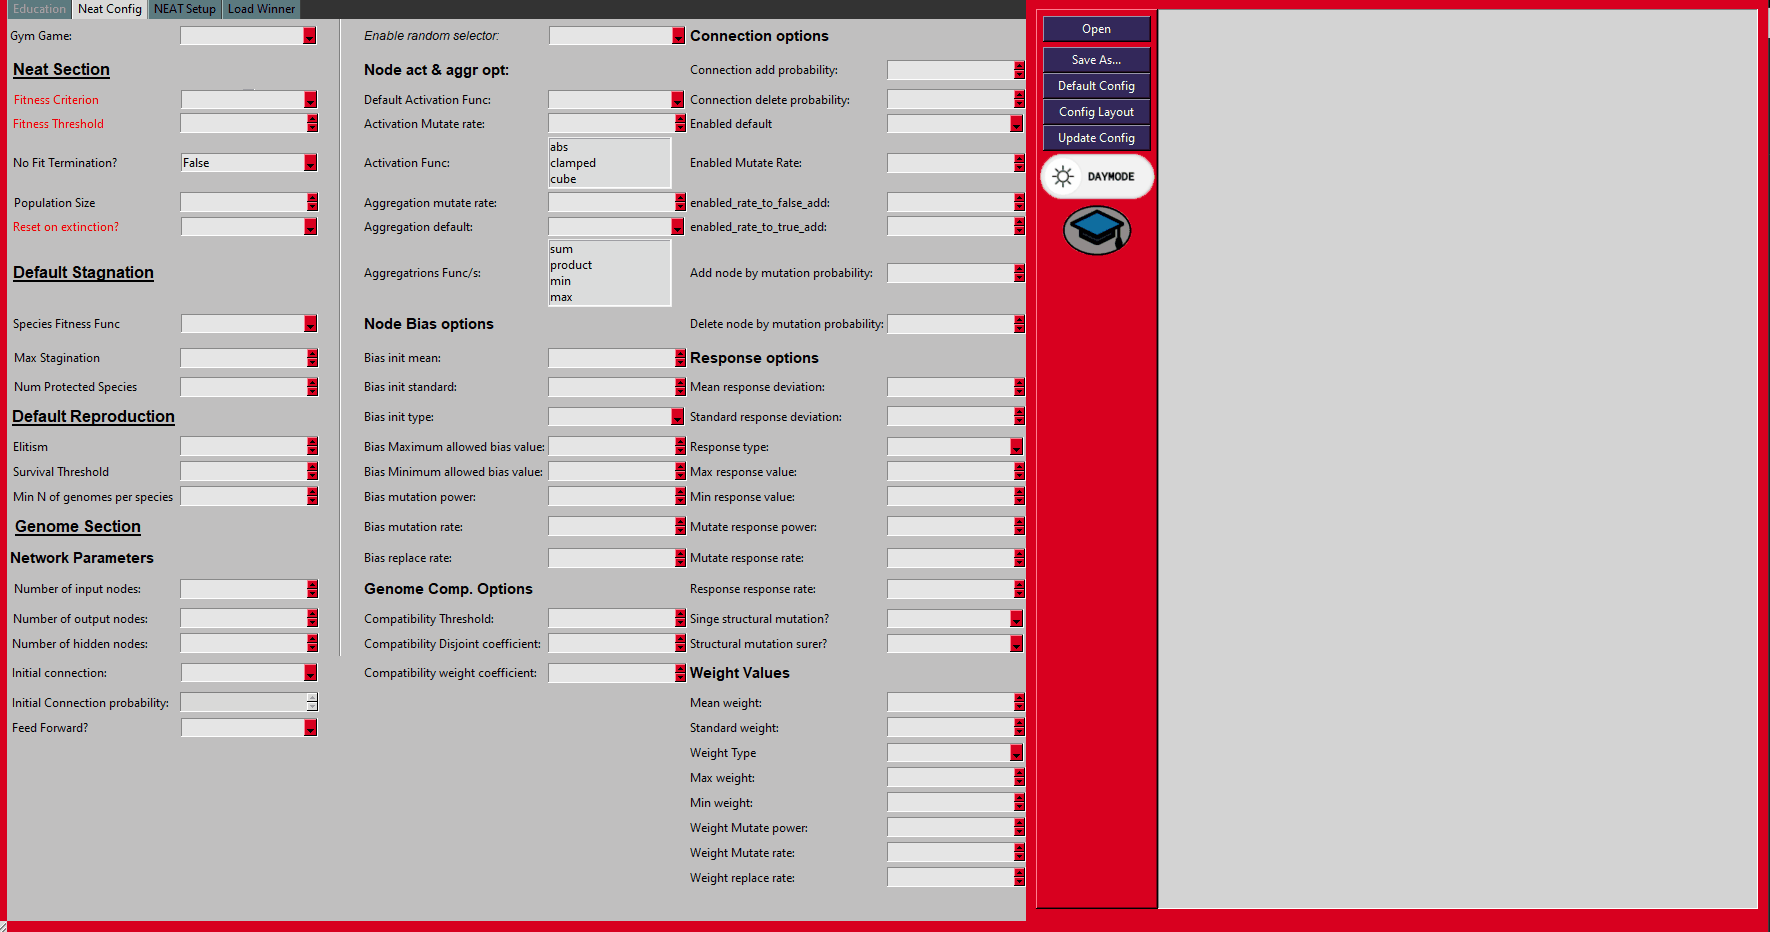 Education Neat Config NEAT Setup Load Winner
Gym Game:
Neat Section
Fitness Criterion
Fitness Threshold
No Fit Termination? False
Population Size
Reset on extinction?
Default Stagnation
Species Fitness Func
Max Stagination
Num Protected Species
Default Reproduction
Elitism
Survival Threshold
Min N of genomes per species
Genome Section
Network Parameters
Number of input nodes:
Number of output nodes:
Number of hidden nodes:
Initial connection:
Initial Connection probability:
Feed Forward?
Enable random selector:
Node act & aggr opt:
Default Activation Func:
Activation Mutate rate:
Activation Func:
abs
clamped
cube
Aggregation mutate rate:
Aggregation default:
Aggregatrions Func/s:
sum
product
min
max
Node Bias options
Bias init mean:
Bias init standard:
Bias init type:
Bias Maximum allowed bias value:
Bias Minimum allowed bias value:
Bias mutation power:
Bias mutation rate:
Bias replace rate:
Genome Comp. Options
Compatibility Threshold:
Compatibility Disjoint coefficient:
Compatibility weight coefficient:
Connection options
Connection add probability:
Connection delete probability:
Enabled default
Enabled Mutate Rate:
enabled_rate_to_false_add:
enabled_rate_to_true_add:
Add node by mutation probability:
Delete node by mutation probability:
Response options
Mean response deviation:
Standard response deviation:
Response type:
Max response value:
Min response value:
Mutate response power:
Mutate response rate:
Response response rate:
Singe structural mutation?
Structural mutation surer?
Weight Values
Mean weight:
Standard weight:
Weight Type
Max weight:
Min weight:
Weight Mutate power:
Weight Mutate rate:
Weight replace rate:
Open
Save As...
Default Config
Config Layout
Update Config
DAYMODE